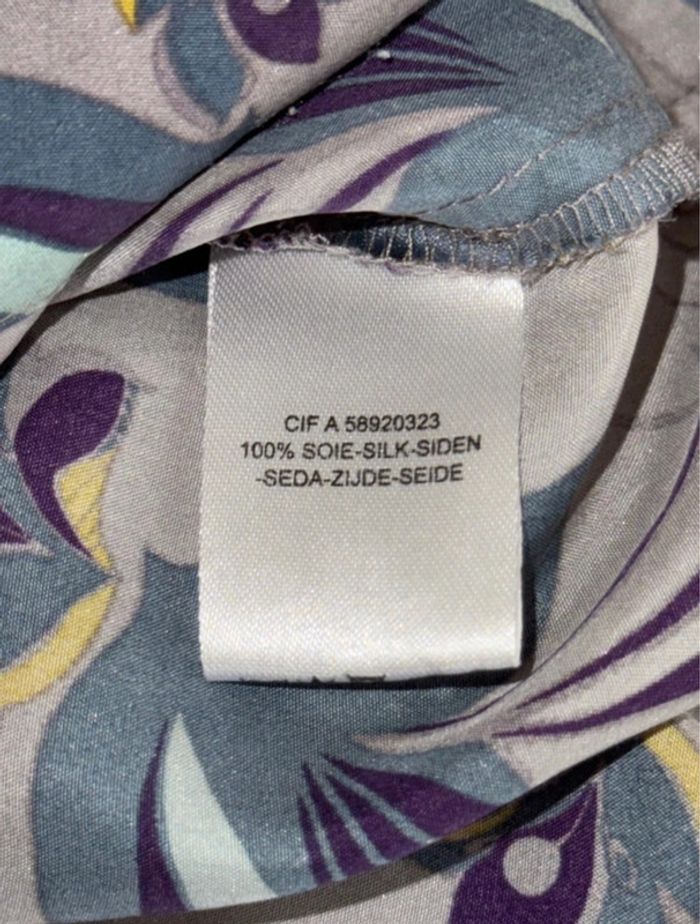 CIF A 58920323
100% SOIE-SILK-SIDEN
-SEDA-ZIJDE-SEIDE